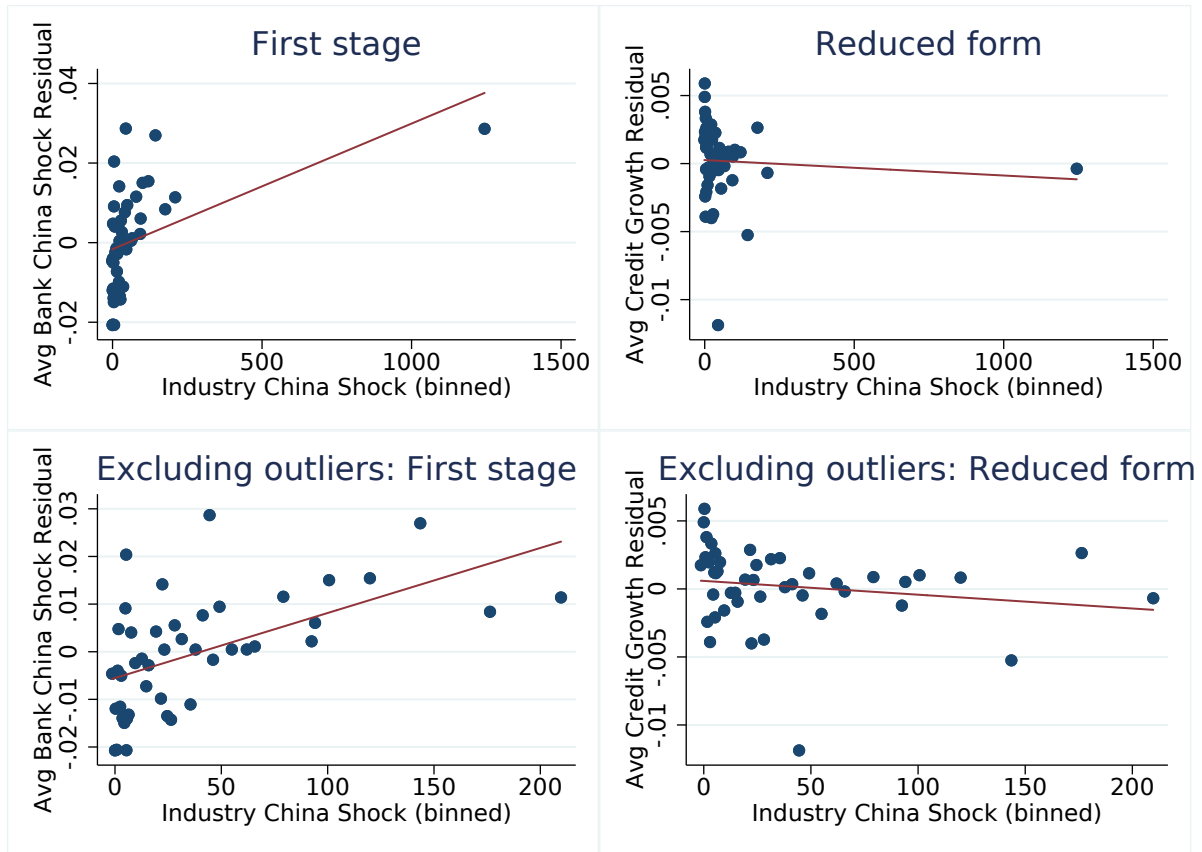 First stage
Avg Bank China Shock Residual
.04
.02
0
-.02
0 500 1000 1500
Industry China Shock (binned)
Reduced form
Avg Credit Growth Residual
.005
0
-.005
-.01
0 500 1000 1500
Industry China Shock (binned)
Excluding outliers: First stage
Avg Bank China Shock Residual
.03
.02
.01
0
-.01
-.02
0 50 100 150 200
Industry China Shock (binned)
Excluding outliers: Reduced form
Avg Credit Growth Residual
.005
0
-.005
-.01
0 50 100 150 200
Industry China Shock (binned)